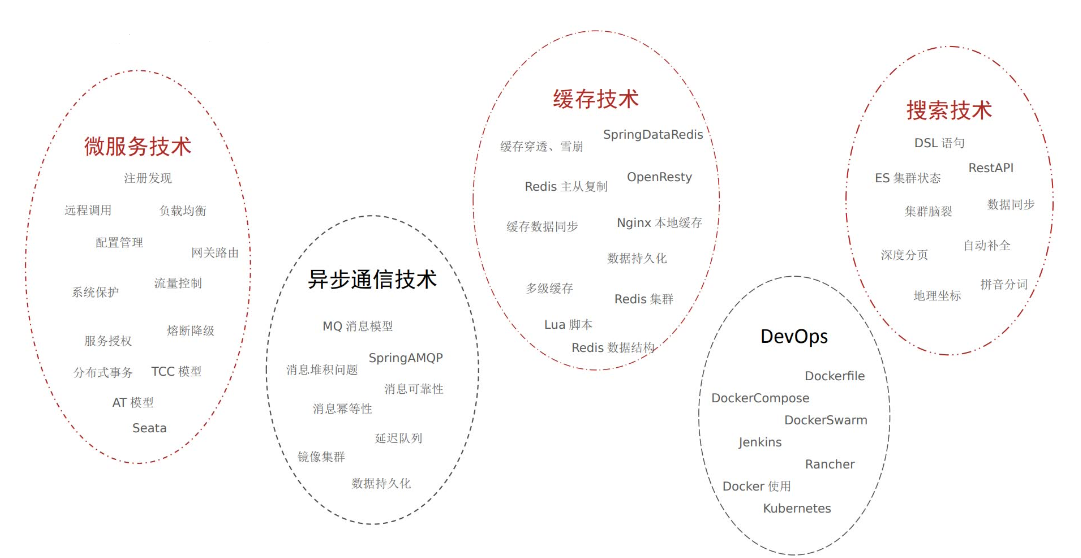 微服务技术
注册发现
远程调用
负载均衡
配置管理
网关路由
系统保护
流量控制
服务授权
熔断降级
分布式事务
TCC 模型
AT 模型
Seata
异步通信技术
MQ 消息模型
SpringAMQP
消息堆积问题
消息可靠性
消息幂等性
延迟队列
镜像集群
数据持久化
缓存技术
SpringDataRedis
缓存穿透、雪崩
OpenResty
Redis 主从复制
Nginx 本地缓存
缓存数据同步
数据持久化
多级缓存
Redis 集群
Lua 脚本
Redis 数据结构
DevOps
Dockerfile
DockerCompose
DockerSwarm
Jenkins
Rancher
Docker 使用
Kubernetes
搜索技术
DSL 语句
RestAPI
ES 集群状态
数据同步
集群脑裂
自动补全
深度分页
拼音分词
地理坐标